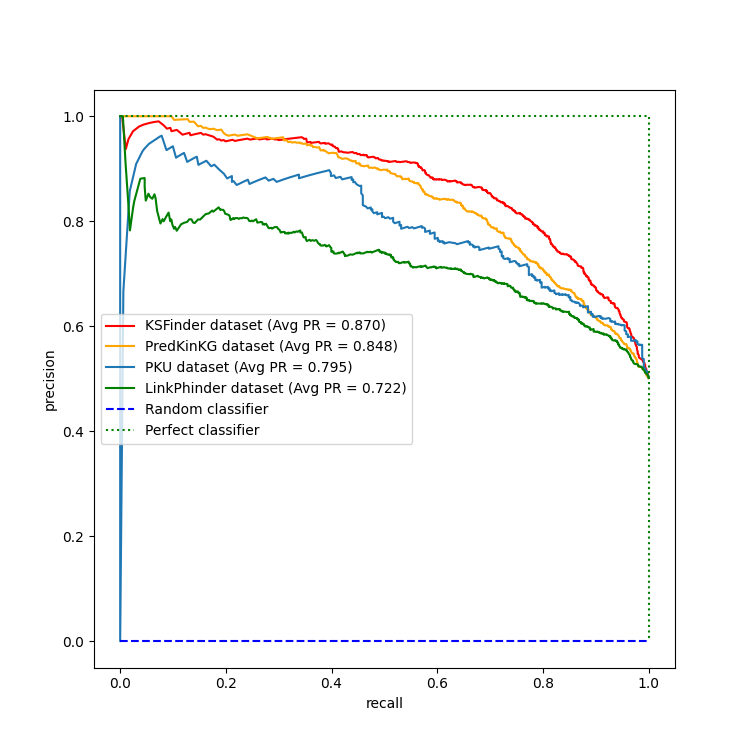 1.0
0.8
0.6
0.4
0.2
0.0
precision
KSFinder dataset (Avg PR = 0.870)
PredKinKG dataset (Avg PR = 0.848)
PKU dataset (Avg PR = 0.795)
LinkPhinder dataset (Avg PR = 0.722)
Random classifier
Perfect classifier
0.0 0.2 0.4 0.6 0.8 1.0
recall